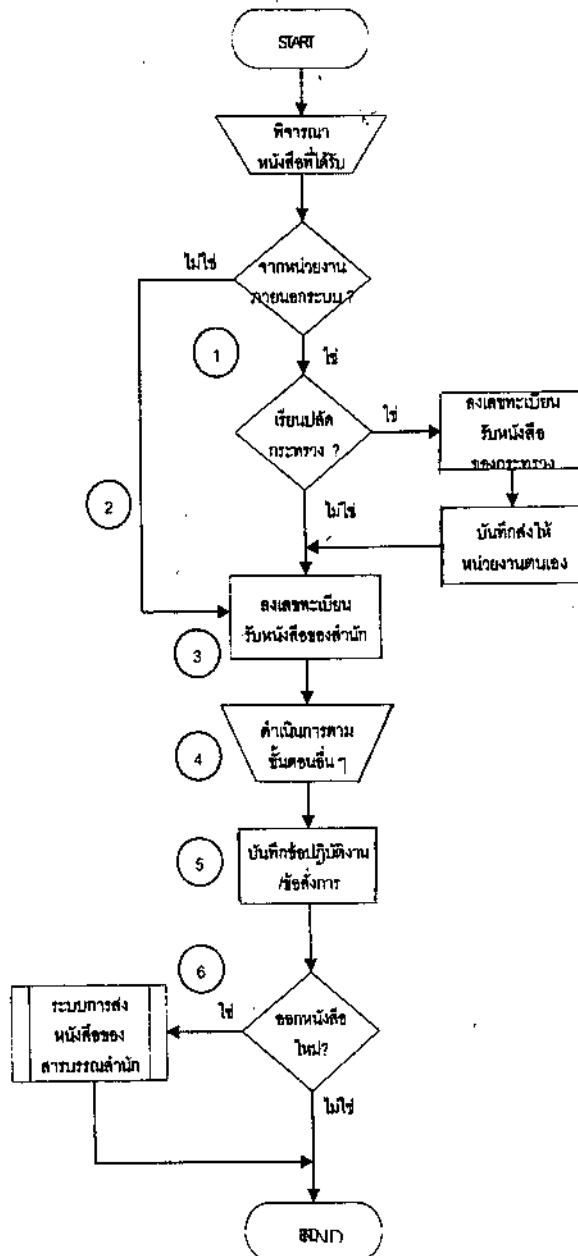 START
พิจารณา
หนังสือที่ได้รับ
ไม่ใช่
จากหน่วยงาน
ภายนอกระบบ ?
1
ใช่
เรียนปลัด
กระทรวง ?
ใช่
ลงเลขทะเบียน
รับหนังสือ
ของกระทรวง
2
ไม่ใช่
บันทึกส่งให้
หน่วยงานตนเอง
ลงเลขทะเบียน
รับหนังสือของสำนัก
3
ดำเนินการตาม
ขั้นตอนอื่น ๆ
4
บันทึกข้อปฏิบัติงาน
/ข้อสั่งการ
5
6
ใช่
ระบบการส่ง
หนังสือของ
สารบรรณสำนัก
ออกหนังสือ
ใหม่?
ไม่ใช่